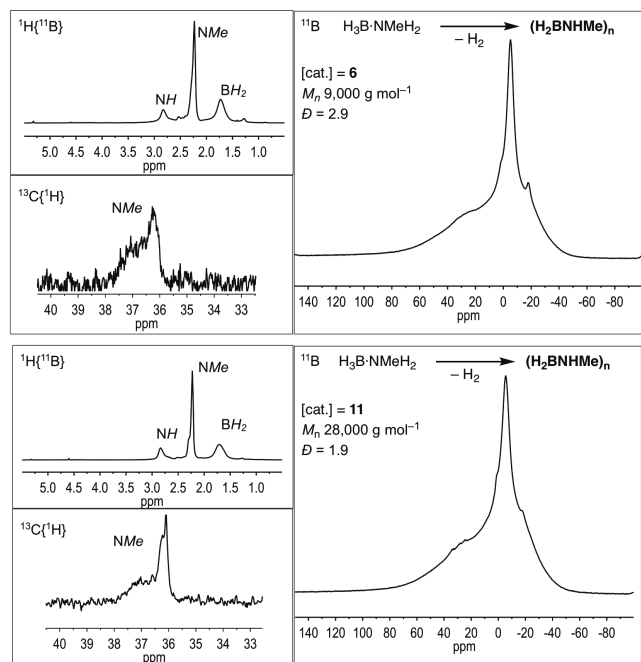 ¹H{¹¹B}
NMe
NH
BH₂
5.0 4.5 4.0 3.5 3.0 2.5 2.0 1.5 1.0
ppm
¹³C{¹H}
NMe
40 39 38 37 36 35 34 33
ppm
¹¹B H₃B·NMeH₂ – H₂ (H₂BNHMe)n
[cat.] = 6
Mn 9,000 g mol⁻¹
Đ = 2.9
140 120 100 80 60 40 20 0 -20 -40 -60 -80
ppm
¹H{¹¹B}
NMe
NH
BH₂
5.0 4.5 4.0 3.5 3.0 2.5 2.0 1.5 1.0
ppm
¹³C{¹H}
NMe
40 39 38 37 36 35 34 33
ppm
¹¹B H₃B·NMeH₂ – H₂ (H₂BNHMe)n
[cat.] = 11
Mn 28,000 g mol⁻¹
Đ = 1.9
140 120 100 80 60 40 20 0 -20 -40 -60 -80
ppm